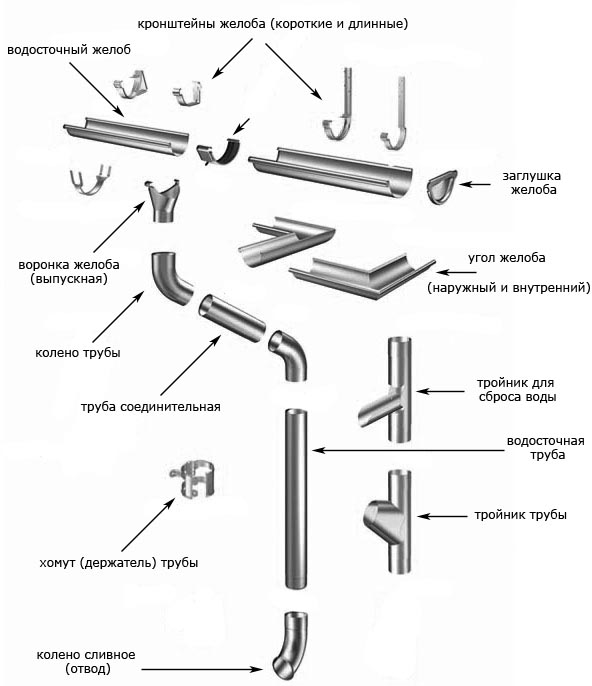 кронштейны желоба (короткие и длинные)
водосточный желоб
заглушка
желоба
воронка желоба
(выпускная)
угол желоба
(наружный и внутренний)
колено трубы
труба соединительная
тройник для
сброса воды
водосточная
труба
тройник трубы
хомут (держатель) трубы
колено сливное
(отвод)